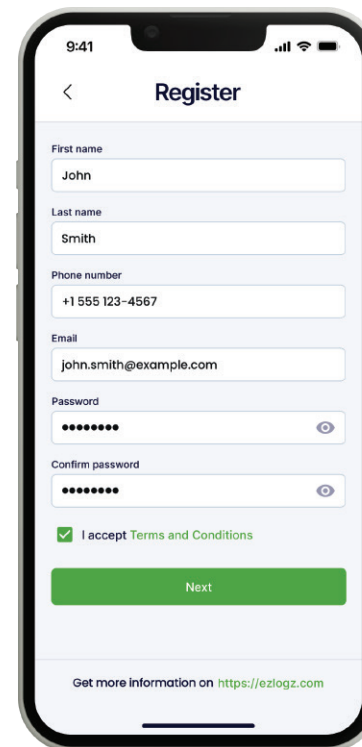 9:41
Register
First name
John
Last name
Smith
Phone number
+1 555 123-4567
Email
john.smith@example.com
Password
●●●●●●●●
Confirm password
●●●●●●●●
I accept Terms and Conditions
Next
Get more information on https://ezlogz.com